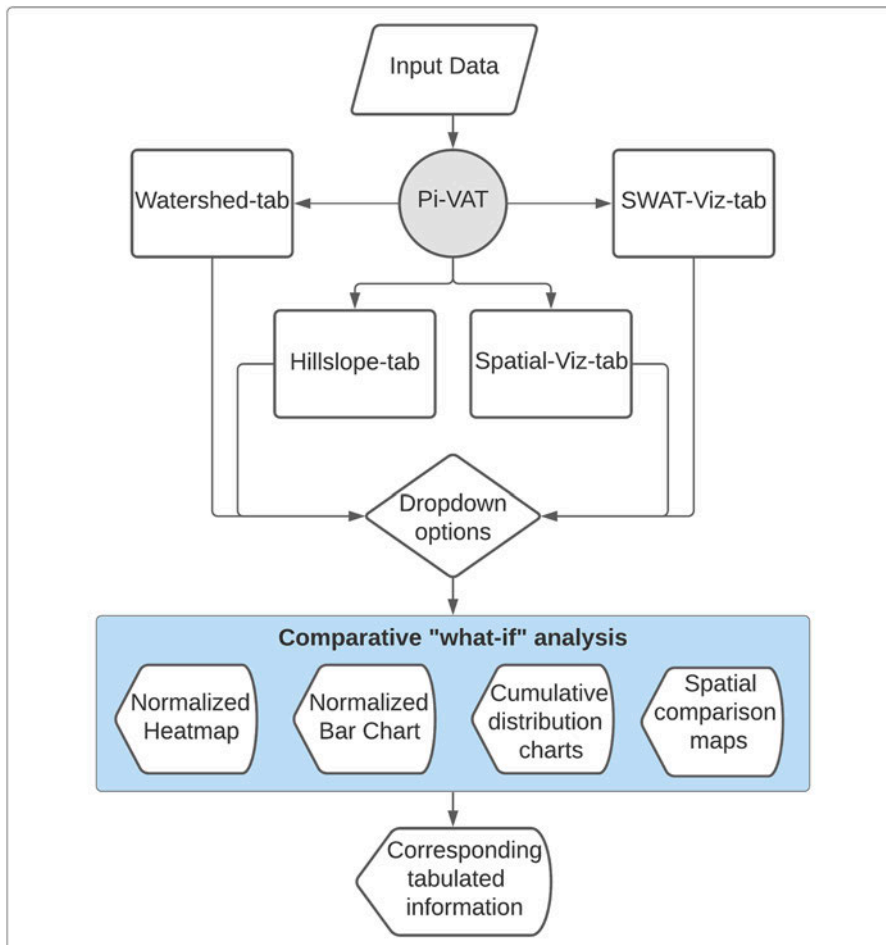 Input Data
Watershed-tab
Pi-VAT
SWAT-Viz-tab
Hillslope-tab
Spatial-Viz-tab
Dropdown
options
Comparative "what-if" analysis
Normalized
Heatmap
Normalized
Bar Chart
Cumulative
distribution
charts
Spatial
comparison
maps
Corresponding
tabulated
information